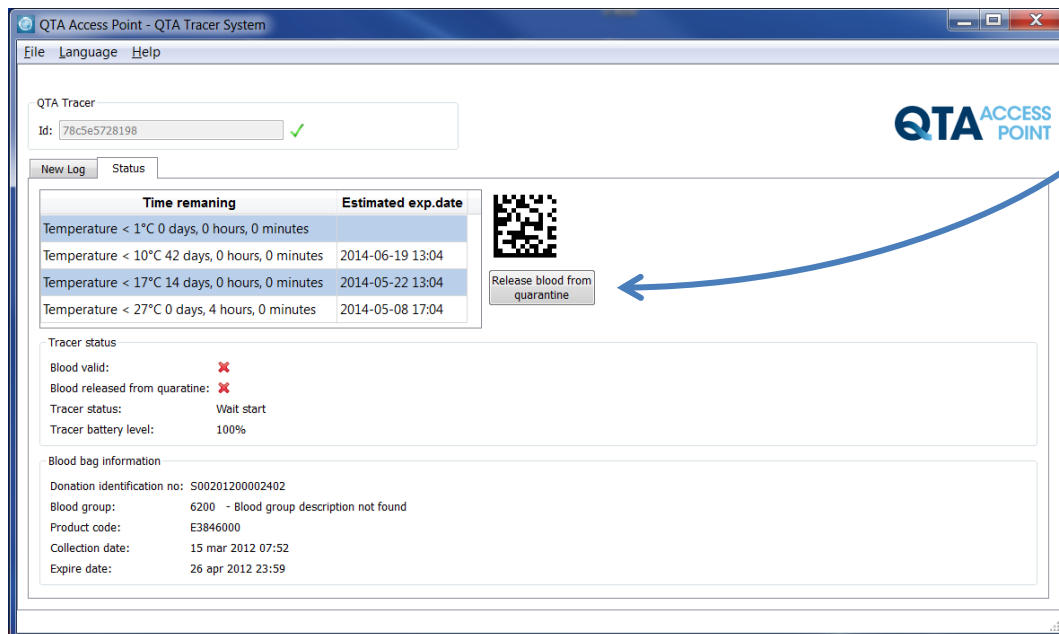 QTA Access Point - QTA Tracer System
File Language Help
QTA Tracer
Id: 78c5e5728198
QTA ACCESS POINT
New Log Status
Time remaning Estimated exp.date
Temperature < 1°C 0 days, 0 hours, 0 minutes
Temperature < 10°C 42 days, 0 hours, 0 minutes 2014-06-19 13:04
Temperature < 17°C 14 days, 0 hours, 0 minutes 2014-05-22 13:04
Temperature < 27°C 0 days, 4 hours, 0 minutes 2014-05-08 17:04
Release blood from
quarantine
Tracer status
Blood valid:
Blood released from quaratine:
Tracer status: Wait start
Tracer battery level: 100%
Blood bag information
Donation identification no: S00201200002402
Blood group: 6200 - Blood group description not found
Product code: E3846000
Collection date: 15 mar 2012 07:52
Expire date: 26 apr 2012 23:59